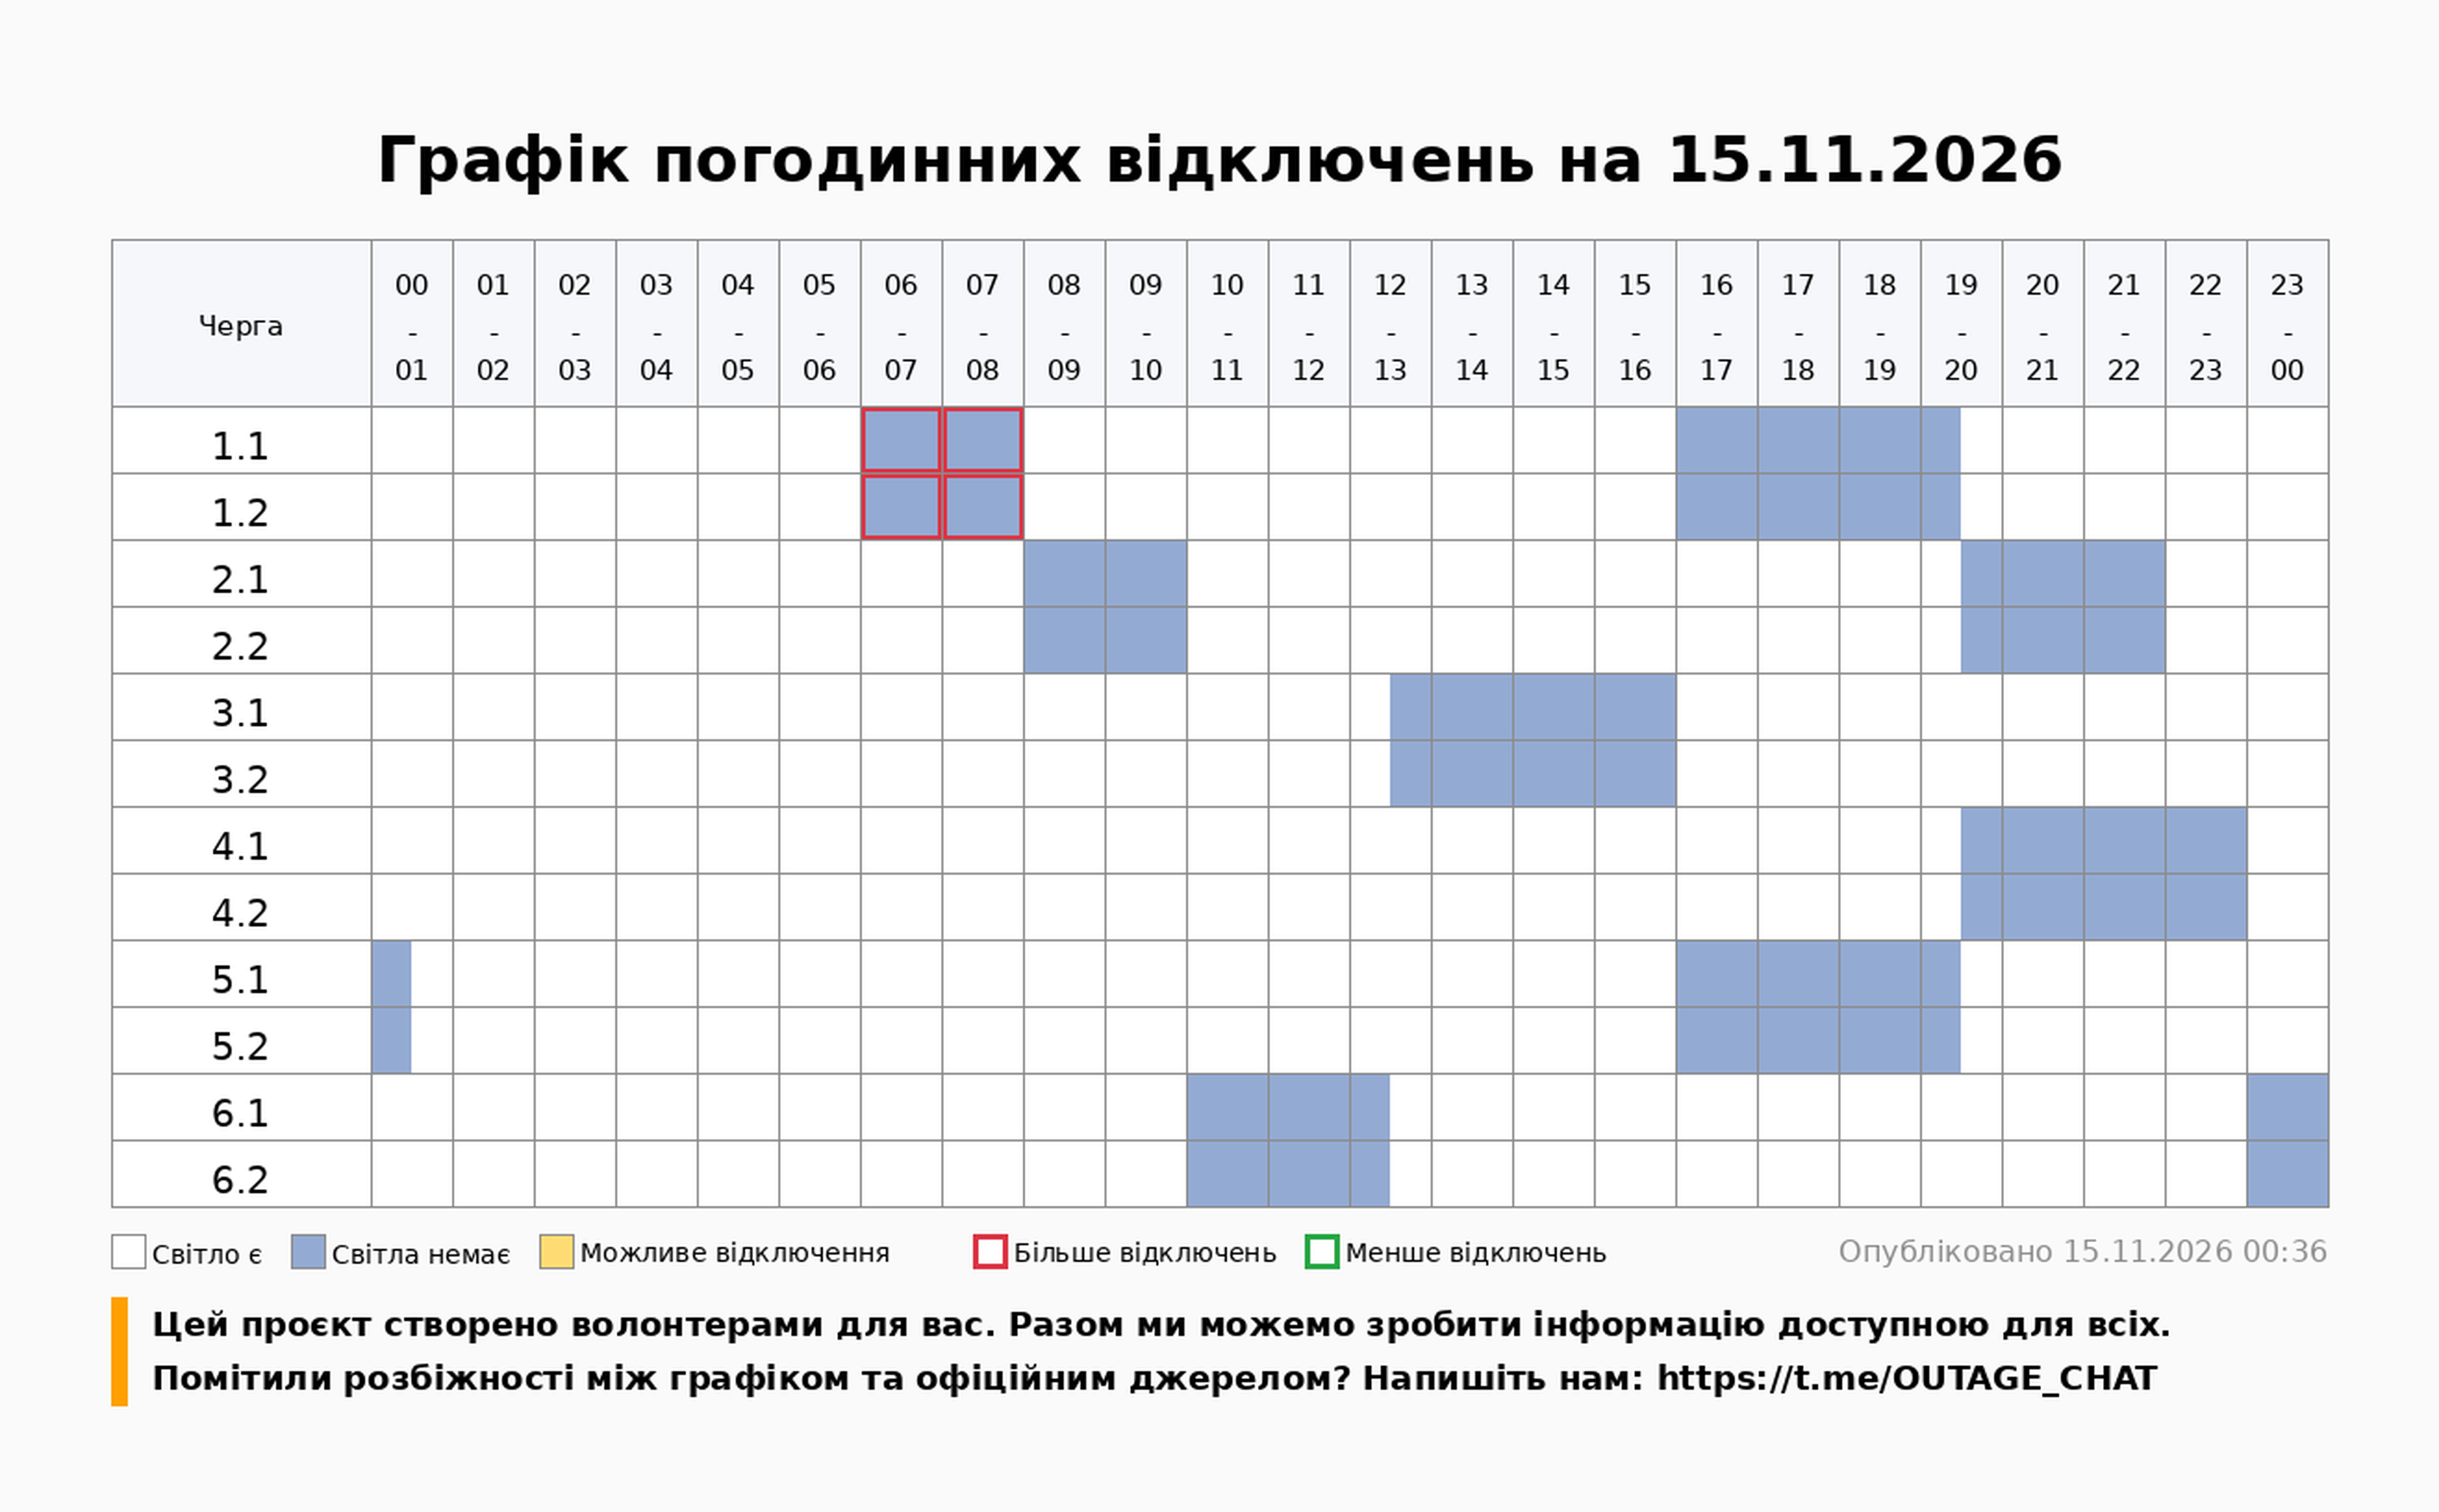 Графік погодинних відключень на 15.11.2026
Черга 00 - 01 01 - 02 02 - 03 03 - 04 04 - 05 05 - 06 06 - 07 07 - 08 08 - 09 09 - 10 10 - 11 11 - 12 12 - 13 13 - 14 14 - 15 15 - 16 16 - 17 17 - 18 18 - 19 19 - 20 20 - 21 21 - 22 22 - 23 23 - 00
1.1
1.2
2.1
2.2
3.1
3.2
4.1
4.2
5.1
5.2
6.1
6.2
Світло є Світла немає Можливе відключення Більше відключень Менше відключень Опубліковано 15.11.2026 00:36
Цей проєкт створено волонтерами для вас. Разом ми можемо зробити інформацію доступною для всіх.
Помітили розбіжності між графіком та офіційним джерелом? Напишіть нам: https://t.me/OUTAGE_CHAT